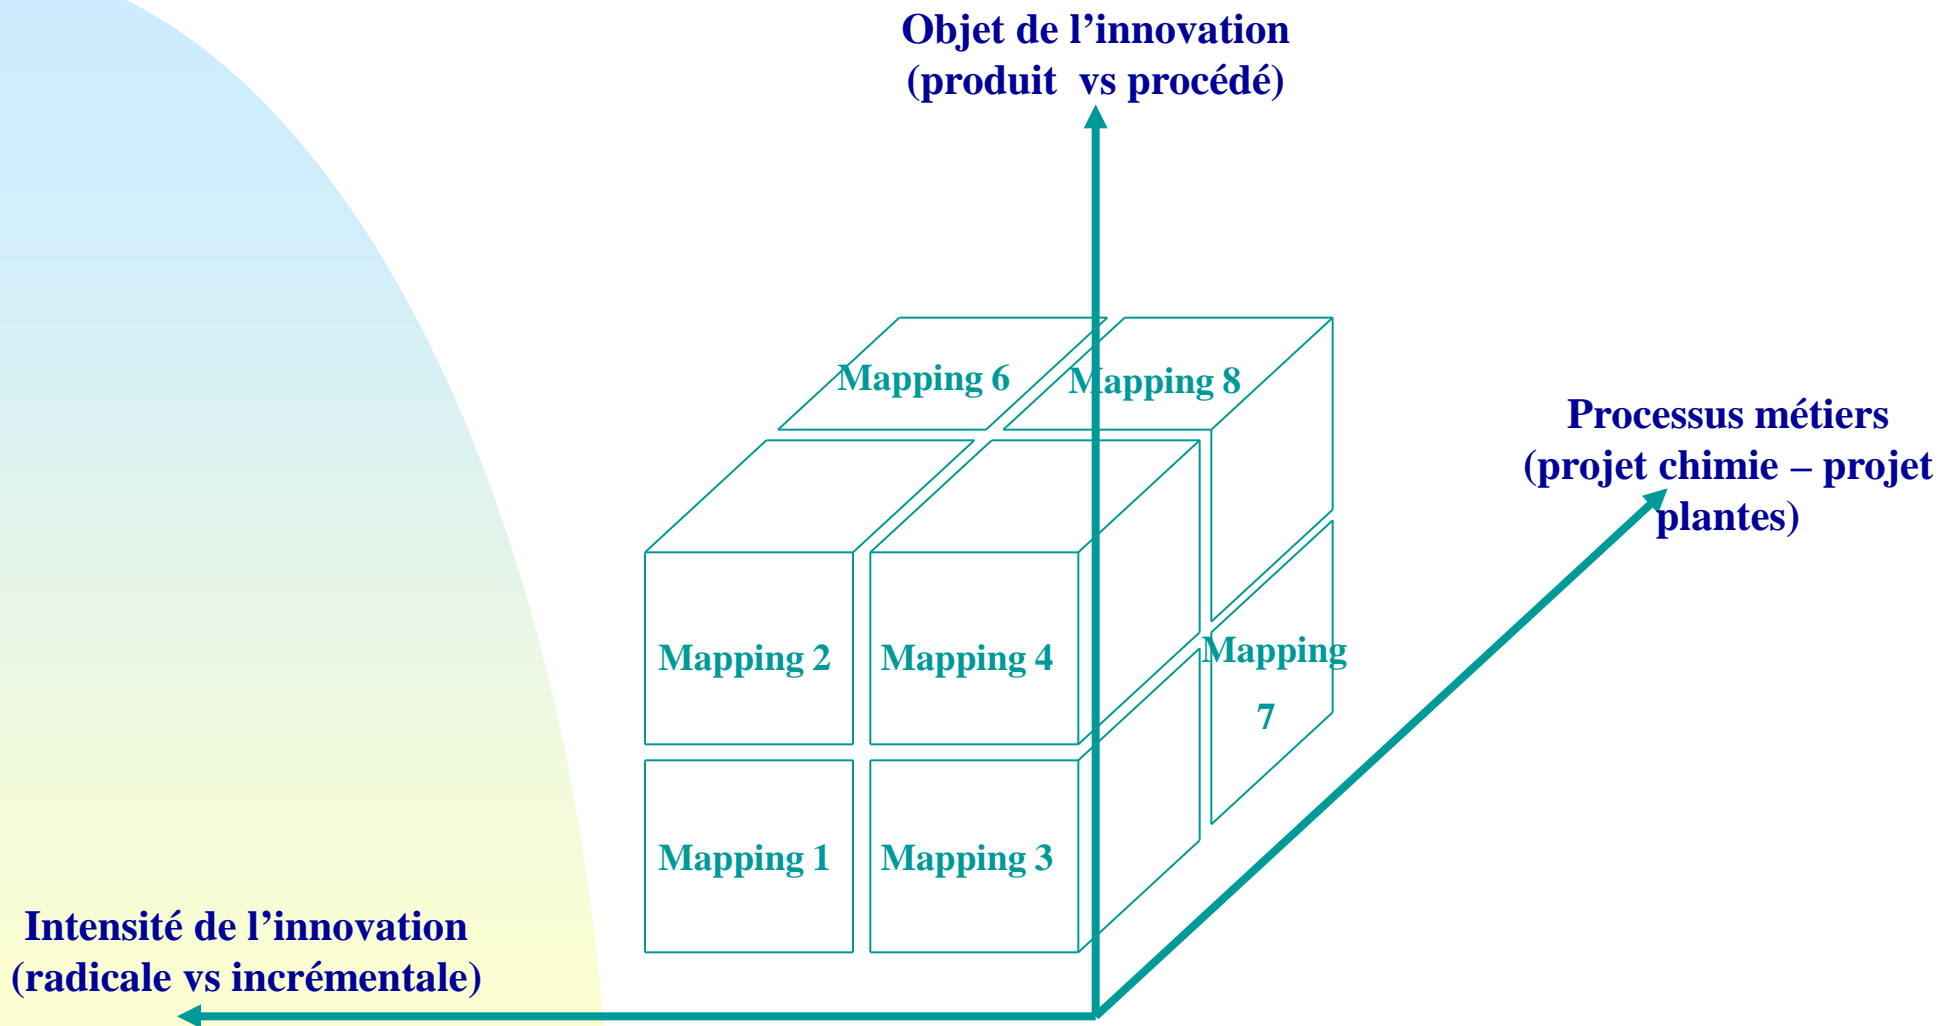 Objet de l’innovation
(produit vs procédé)
Mapping 6
Mapping 8
Processus métiers
(projet chimie – projet
plantes)
Mapping 2
Mapping 4
Mapping
7
Mapping 1
Mapping 3
Intensité de l’innovation
(radicale vs incrémentale)